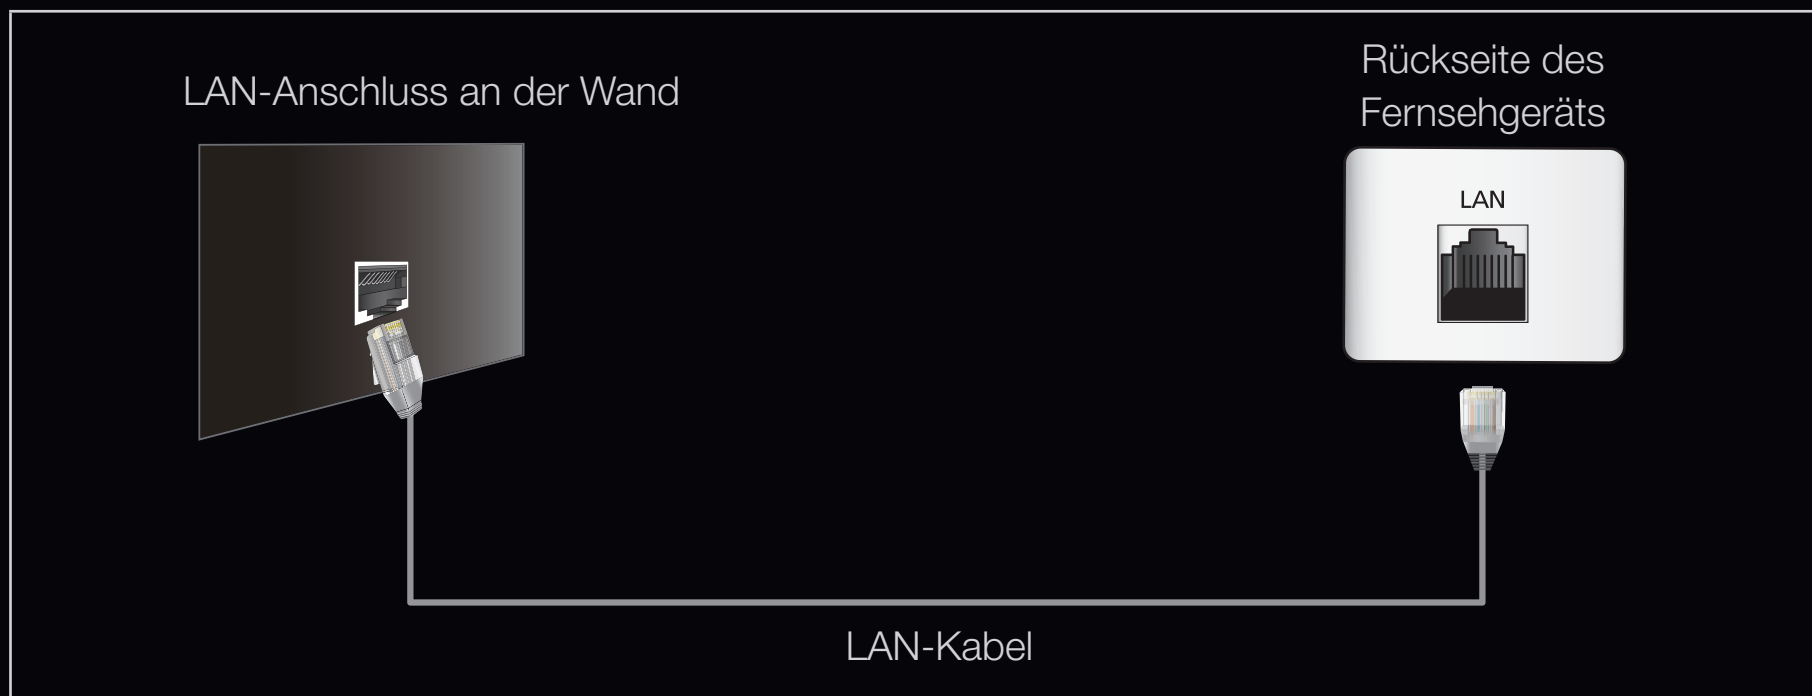 LAN-Anschluss an der Wand
Rückseite des
Fernsehgeräts
LAN
LAN-Kabel